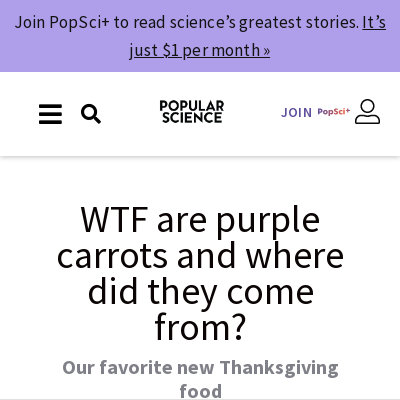 Join PopSci+ to read science’s greatest stories. It’s
just $1 per month »
POPULAR
SCIENCE
JOIN PopSci+
WTF are purple
carrots and where
did they come
from?
Our favorite new Thanksgiving
food